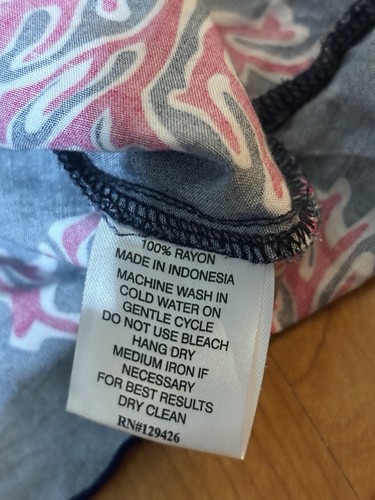 100% RAYON
MADE IN INDONESIA
MACHINE WASH IN
COLD WATER ON
GENTLE CYCLE
DO NOT USE BLEACH
HANG DRY
MEDIUM IRON IF
NECESSARY
FOR BEST RESULTS
DRY CLEAN
RN#129426